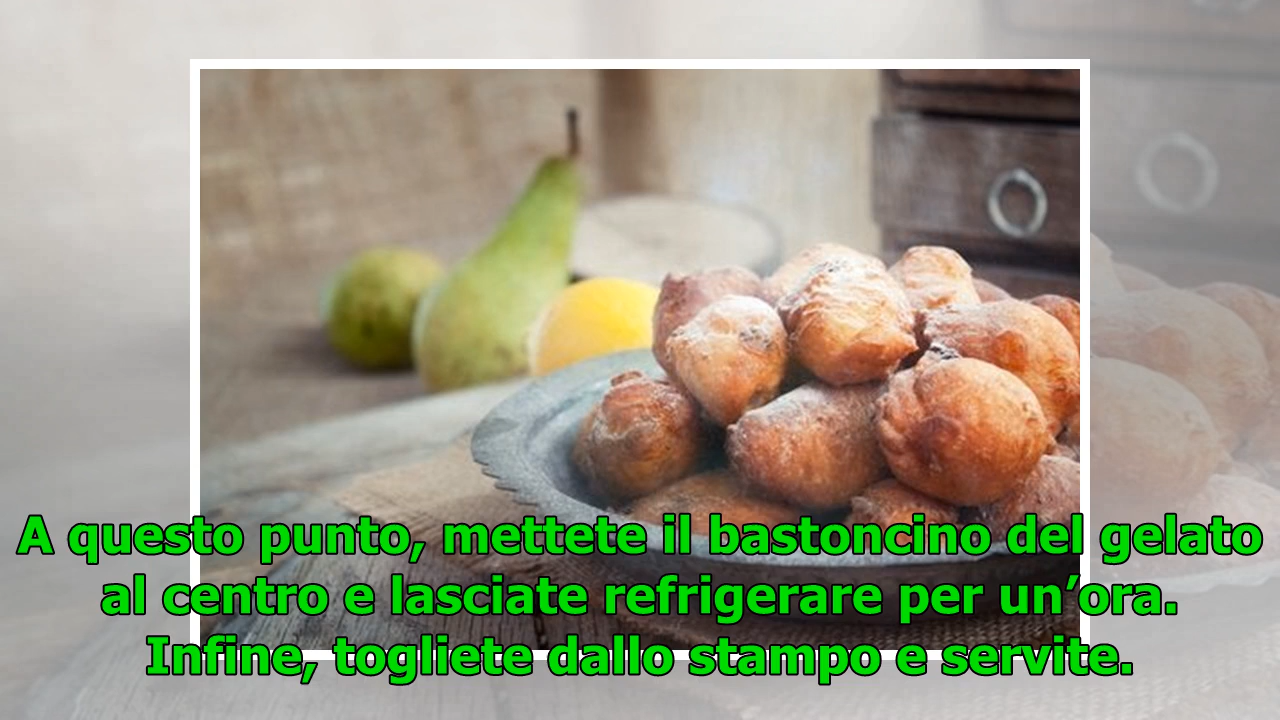 A questo punto, mettete il bastoncino del gelato
al centro e lasciate refrigerare per un’ora.
Infine, togliete dallo stampo e servite.